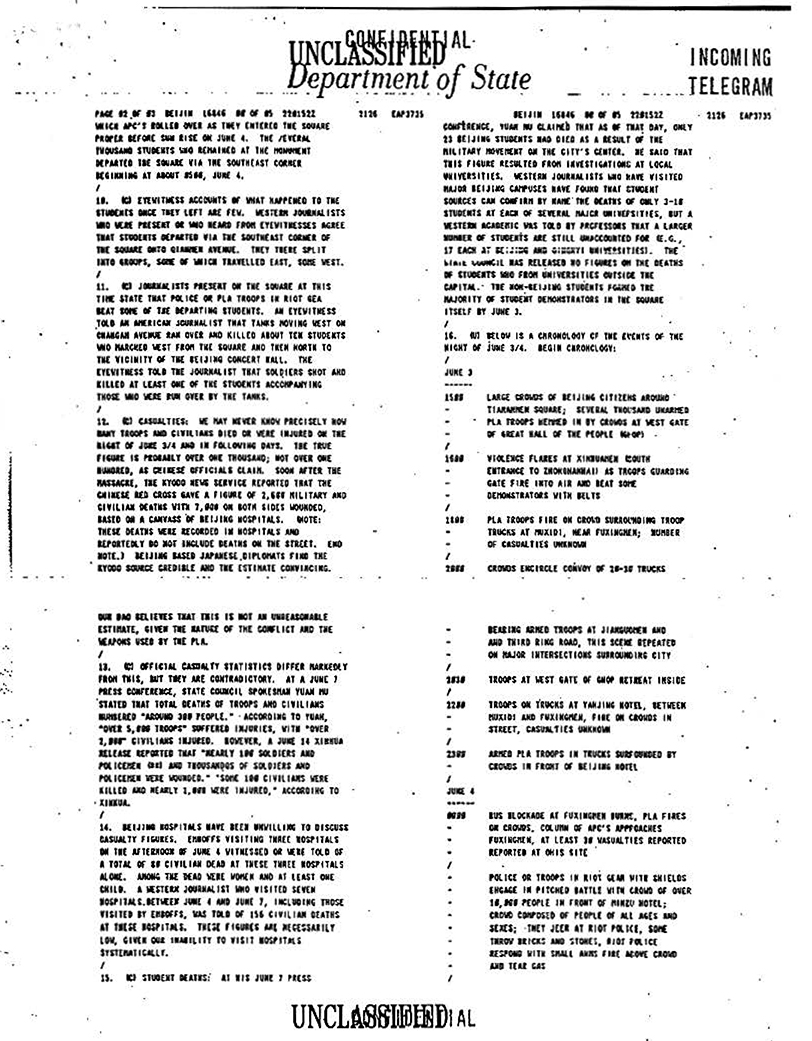 CONFIDENTIAL
UNCLASSIFIED
Department of State
INCOMING
TELEGRAM
PAGE 02 OF 03 BEIJIN 16846 00 OF 05 220152Z 2126 EAP3735
WHICH APC'S ROLLED OVER AS THEY ENTERED THE SQUARE
PROPER BEFORE SUN RISE ON JUNE 4. THE SEVERAL
THOUSAND STUDENTS WHO REMAINED AT THE MONUMENT
DEPARTED THE SQUARE VIA THE SOUTHEAST CORNER
BEGINNING AT ABOUT 0500, JUNE 4.
/
10. (C) EYEWITNESS ACCOUNTS OF WHAT HAPPENED TO THE
STUDENTS ONCE THEY LEFT ARE FEW. WESTERN JOURNALISTS
WHO WERE PRESENT OR WHO HEARD FROM EYEWITNESSES AGREE
THAT STUDENTS DEPARTED VIA THE SOUTHEAST CORNER OF
THE SQUARE ONTO QIANMEN AVENUE. THEY THERE SPLIT
INTO GROUPS, SOME OF WHICH TRAVELLED EAST, SOME WEST.
/
11. (C) JOURNALISTS PRESENT ON THE SQUARE AT THIS
TIME STATE THAT POLICE OR PLA TROOPS IN RIOT GEA
BEAT SOME OF THE DEPARTING STUDENTS. AN EYEWITNESS
TOLD AN AMERICAN JOURNALIST THAT TANKS MOVING WEST ON
CHANGAN AVENUE RAN OVER AND KILLED ABOUT TEN STUDENTS
WHO MARCHED WEST FROM THE SQUARE AND THEN NORTH TO
THE VICINITY OF THE BEIJING CONCERT HALL. THE
EYEWITNESS TOLD THE JOURNALIST THAT SOLDIERS SHOT AND
KILLED AT LEAST ONE OF THE STUDENTS ACCOMPANYING
THOSE WHO WERE RUN OVER BY THE TANKS.
/
12. (C) CASUALTIES: WE MAY NEVER KNOW PRECISELY HOW
MANY TROOPS AND CIVILIANS DIED OR WERE INJURED ON THE
NIGHT OF JUNE 3/4 AND IN FOLLOWING DAYS. THE TRUE
FIGURE IS PROBABLY OVER ONE THOUSAND; NOT OVER ONE
HUNDRED, AS CHINESE OFFICIALS CLAIM. SOON AFTER THE
MASSACRE, THE KYODO NEWS SERVICE REPORTED THAT THE
CHINESE RED CROSS GAVE A FIGURE OF 2,600 MILITARY AND
CIVILIAN DEATHS WITH 7,000 ON BOTH SIDES WOUNDED,
BASED ON A CANVASS OF BEIJING HOSPITALS. (NOTE:
THESE DEATHS WERE RECORDED IN HOSPITALS AND
REPORTEDLY DO NOT INCLUDE DEATHS ON THE STREET. END
NOTE.) BEIJING BASED JAPANESE DIPLOMATS FIND THE
KYODO SOURCE CREDIBLE AND THE ESTIMATE CONVINCING.
OUR DAO BELIEVES THAT THIS IS NOT AN UNREASONABLE
ESTIMATE, GIVEN THE NATURE OF THE CONFLICT AND THE
WEAPONS USED BY THE PLA.
/
13. (C) OFFICIAL CASUALTY STATISTICS DIFFER MARKEDLY
FROM THIS, BUT THEY ARE CONTRADICTORY. AT A JUNE 7
PRESS CONFERENCE, STATE COUNCIL SPOKESMAN YUAN MU
STATED THAT TOTAL DEATHS OF TROOPS AND CIVILIANS
NUMBERED "AROUND 300 PEOPLE." ACCORDING TO YUAN,
"OVER 5,000 TROOPS" SUFFERED INJURIES, WITH "OVER
2,000" CIVILIANS INJURED. HOWEVER, A JUNE 14 XINHUA
RELEASE REPORTED THAT "NEARLY 100 SOLDIERS AND
POLICEMEN AND THOUSANDS OF SOLDIERS AND
POLICEMEN WERE WOUNDED." "SOME 100 CIVILIANS WERE
KILLED AND NEARLY 1,000 WERE INJURED," ACCORDING TO
XINHUA.
/
14. BEIJING HOSPITALS HAVE BEEN UNWILLING TO DISCUSS
CASUALTY FIGURES. EMBOFFS VISITING THREE HOSPITALS
ON THE AFTERNOON OF JUNE 4 WITNESSED OR WERE TOLD OF
A TOTAL OF 80 CIVILIAN DEAD AT THESE THREE HOSPITALS
ALONE. AMONG THE DEAD WERE WOMEN AND AT LEAST ONE
CHILD. A WESTERN JOURNALIST WHO VISITED SEVEN
HOSPITALS.BETWEEN JUNE 4 AND JUNE 7, INCLUDING THOSE
VISITED BY EMBOFFS, WAS TOLD OF 156 CIVILIAN DEATHS
AT THESE HOSPITALS. THESE FIGURES ARE NECESSARILY
LOW, GIVEN OUR INABILITY TO VISIT HOSPITALS
SYSTEMATICALLY.
/
15. (C) STUDENT DEATHS: AT HIS JUNE 7 PRESS
BEIJIN 16846 00 OF 05 220152Z 2126 EAP3735
CONFERENCE, YUAN MU CLAIMED THAT AS OF THAT DAY, ONLY
23 BEIJING STUDENTS HAD DIED AS A RESULT OF THE
MILITARY MOVEMENT ON THE CITY'S CENTER. HE SAID THAT
THIS FIGURE RESULTED FROM INVESTIGATIONS AT LOCAL
UNIVERSITIES. WESTERN JOURNALISTS WHO HAVE VISITED
MAJOR BEIJING CAMPUSES HAVE FOUND THAT STUDENT
SOURCES CAN CONFIRM BY NAME THE DEATHS OF ONLY 3-10
STUDENTS AT EACH OF SEVERAL MAJOR UNIVERSITIES, BUT A
WESTERN ACADEMIC WAS TOLD BY PROFESSORS THAT A LARGER
NUMBER OF STUDENTS ARE STILL UNACCOUNTED FOR (E.G.,
17 EACH AT BEIJING AND QINGHUA UNIVERSITIES). THE
STATE COUNCIL HAS RELEASED NO FIGURES ON THE DEATHS
OF STUDENTS WHO FROM UNIVERSITIES OUTSIDE THE
CAPITAL. THE NON-BEIJING STUDENTS FORMED THE
MAJORITY OF STUDENT DEMONSTRATORS IN THE SQUARE
ITSELF BY JUNE 3.
/
16. (U) BELOW IS A CHRONOLOGY OF THE EVENTS OF THE
NIGHT OF JUNE 3/4. BEGIN CHRONOLOGY:
/
JUNE 3
------
1500 LARGE CROWDS OF BEIJING CITIZENS AROUND
- TIANANMEN SQUARE; SEVERAL THOUSAND UNARMED
- PLA TROOPS HEMMED IN BY CROWDS AT WEST GATE
- OF GREAT HALL OF THE PEOPLE (GHOP)
/
1500 VIOLENCE FLARES AT XINHUAMEN (SOUTH
- ENTRANCE TO ZHONGNANHAI) AS TROOPS GUARDING
- GATE FIRE INTO AIR AND BEAT SOME
- DEMONSTRATORS WITH BELTS
/
1800 PLA TROOPS FIRE ON CROWD SURROUNDING TROOP
- TRUCKS AT MUXIDI, NEAR FUXINGMEN; NUMBER
- OF CASUALTIES UNKNOWN
/
2000 CROWDS ENCIRCLE CONVOY OF 20-30 TRUCKS
- BEARING ARMED TROOPS AT JIANGUOMEN AND
- AND THIRD RING ROAD, THIS SCENE REPEATED
- ON MAJOR INTERSECTIONS SURROUNDING CITY
/
2030 TROOPS AT WEST GATE OF GHOP RETREAT INSIDE
/
2200 TROOPS ON TRUCKS AT YANJING HOTEL, BETWEEN
- MUXIDI AND FUXINGMEN, FIRE ON CROWDS IN
- STREET, CASUALTIES UNKNOWN
/
2305 ARMED PLA TROOPS IN TRUCKS SURROUNDED BY
- CROWDS IN FRONT OF BEIJING HOTEL
/
JUNE 4
------
0020 BUS BLOCKADE AT FUXINGMEN BURNS, PLA FIRES
- ON CROWDS, COLUMN OF APC'S APPROACHES
- FUXINGMEN, AT LEAST 30 VASUALTIES REPORTED
- REPORTED AT OHIS SITE
/
- POLICE OR TROOPS IN RIOT GEAR WITH SHIELDS
- ENGAGE IN PITCHED BATTLE WITH CROWD OF OVER
- 10,000 PEOPLE IN FRONT OF MINZU HOTEL;
- CROWD COMPOSED OF PEOPLE OF ALL AGES AND
- SEXES; THEY JEER AT RIOT POLICE, SOME
- THROW BRICKS AND STONES, RIOT POLICE
- RESPOND WITH SMALL ARMS FIRE ABOVE CROWD
- AND TEAR GAS
/
UNCLASSIFIED
CONFIDENTIAL